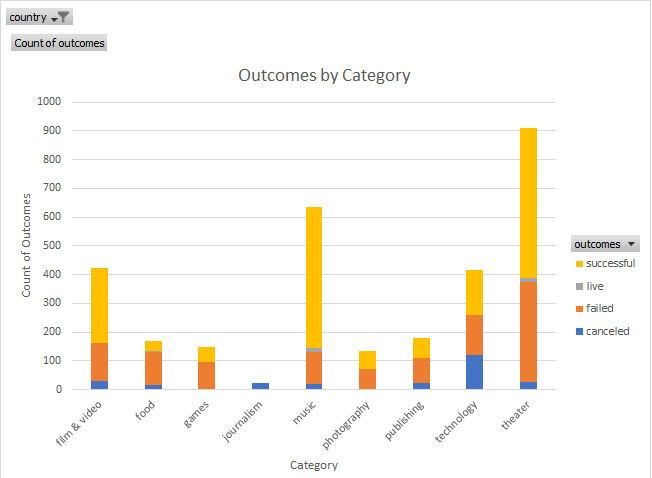 country
Count of outcomes
Outcomes by Category
1000
900
800
700
600
500
400
300
200
100
0
Count of Outcomes
film & video
food
games
journalism
music
photography
publishing
technology
theater
Category
outcomes
successful
live
failed
canceled